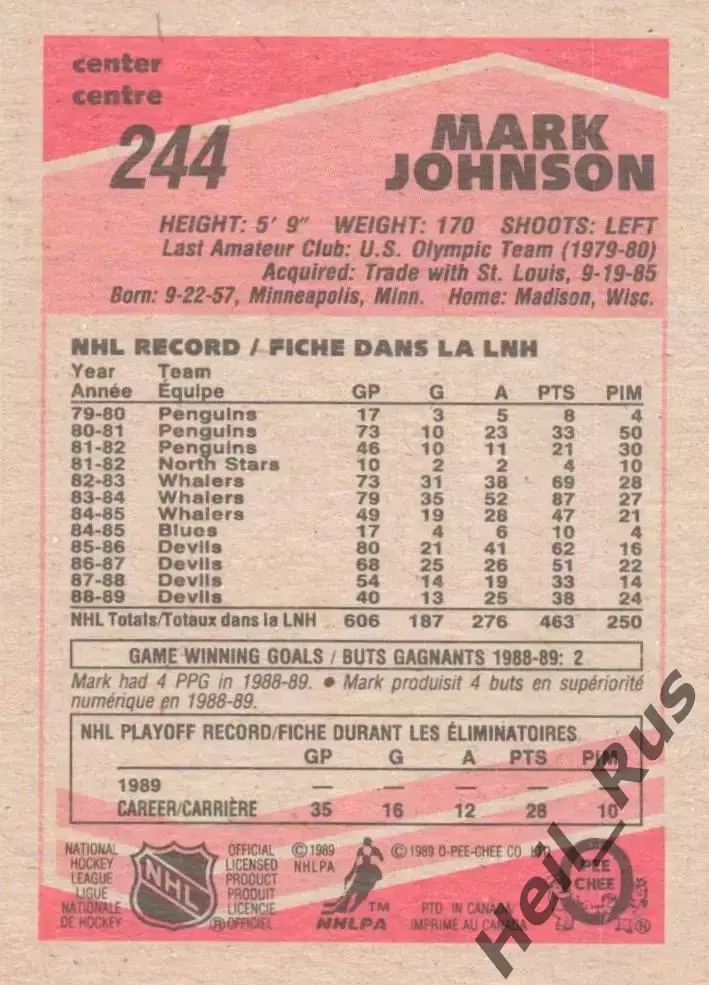 center
centre
244
MARK
JOHNSON
HEIGHT: 5' 9" WEIGHT: 170 SHOOTS: LEFT
Last Amateur Club: U.S. Olympic Team (1979-80)
Acquired: Trade with St. Louis, 9-19-85
Born: 9-22-57, Minneapolis, Minn. Home: Madison, Wisc.
NHL RECORD / FICHE DANS LA LNH
Year Team
Année Équipe GP G A PTS PIM
79-80 Penguins 17 3 5 8 4
80-81 Penguins 73 10 23 33 50
81-82 Penguins 46 10 11 21 30
81-82 North Stars 10 2 2 4 10
82-83 Whalers 73 31 38 69 28
83-84 Whalers 79 35 52 87 27
84-85 Whalers 49 19 28 47 21
84-85 Blues 17 4 6 10 4
85-86 Devils 80 21 41 62 16
86-87 Devils 68 25 26 51 22
87-88 Devils 54 14 19 33 14
88-89 Devils 40 13 25 38 24
NHL Totals/Totaux dans la LNH 606 187 276 463 250
GAME WINNING GOALS / BUTS GAGNANTS 1988-89: 2
Mark had 4 PPG in 1988-89. • Mark produisit 4 buts en supériorité
numérique en 1988-89.
NHL PLAYOFF RECORD/FICHE DURANT LES ÉLIMINATOIRES
GP G A PTS PIM
1989 — — — — —
CAREER/CARRIÈRE 35 16 12 28 10
NATIONAL
HOCKEY
LEAGUE
LIGUE
NATIONALE
DE HOCKEY
NHL
®
OFFICIAL
LICENSED
PRODUCT
PRODUIT
LICENCIE
OFFICIEL
© 1989
NHLPA
TM
NHLPA
© 1989 O-PEE-CHEE CO. LTD.
PTD IN CANADA/
IMPRIMÉ AU CANADA
O
PEE
CHEE
®
Hell_Rus